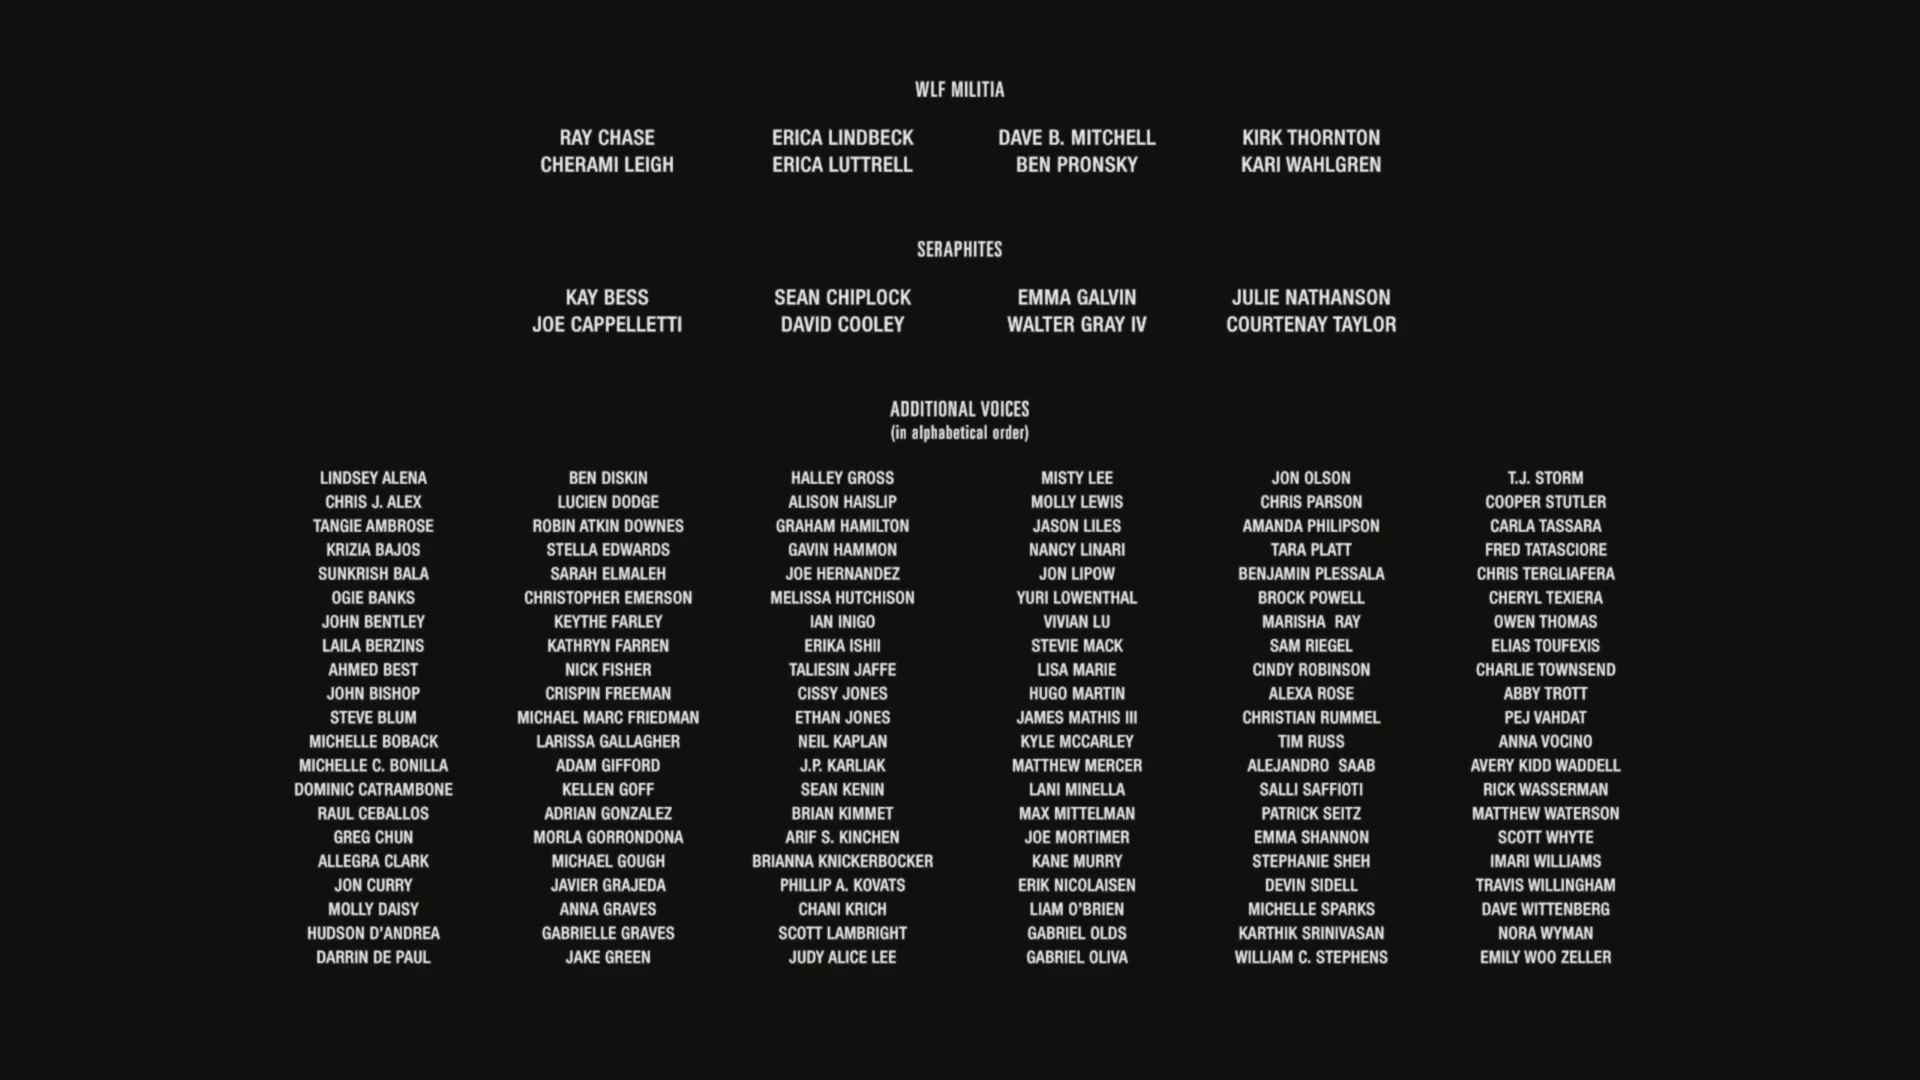 WLF MILITIA
RAY CHASE ERICA LINDBECK DAVE B. MITCHELL KIRK THORNTON
CHERAMI LEIGH ERICA LUTTRELL BEN PRONSKY KARI WAHLGREN
SERAPHITES
KAY BESS SEAN CHIPLOCK EMMA GALVIN JULIE NATHANSON
JOE CAPPELLETTI DAVID COOLEY WALTER GRAY IV COURTENAY TAYLOR
ADDITIONAL VOICES
(in alphabetical order)
LINDSEY ALENA BEN DISKIN HALLEY GROSS MISTY LEE JON OLSON T.J. STORM
CHRIS J. ALEX LUCIEN DODGE ALISON HAISLIP MOLLY LEWIS CHRIS PARSON COOPER STUTLER
TANGIE AMBROSE ROBIN ATKIN DOWNES GRAHAM HAMILTON JASON LILES AMANDA PHILIPSON CARLA TASSARA
KRIZIA BAJOS STELLA EDWARDS GAVIN HAMMON NANCY LINARI TARA PLATT FRED TATASCIORE
SUNKRISH BALA SARAH ELMALEH JOE HERNANDEZ JON LIPOW BENJAMIN PLESSALA CHRIS TERGLIAFERA
OGIE BANKS CHRISTOPHER EMERSON MELISSA HUTCHISON YURI LOWENTHAL BROCK POWELL CHERYL TEXIERA
JOHN BENTLEY KEYTHE FARLEY IAN INIGO VIVIAN LU MARISHA RAY OWEN THOMAS
LAILA BERZINS KATHRYN FARREN ERIKA ISHII STEVIE MACK SAM RIEGEL ELIAS TOUFEXIS
AHMED BEST NICK FISHER TALIESIN JAFFE LISA MARIE CINDY ROBINSON CHARLIE TOWNSEND
JOHN BISHOP CRISPIN FREEMAN CISSY JONES HUGO MARTIN ALEXA ROSE ABBY TROTT
STEVE BLUM MICHAEL MARC FRIEDMAN ETHAN JONES JAMES MATHIS III CHRISTIAN RUMMEL PEJ VAHDAT
MICHELLE BOBACK LARISSA GALLAGHER NEIL KAPLAN KYLE MCCARLEY TIM RUSS ANNA VOCINO
MICHELLE C. BONILLA ADAM GIFFORD J.P. KARLIAK MATTHEW MERCER ALEJANDRO SAAB AVERY KIDD WADDELL
DOMINIC CATRAMBONE KELLEN GOFF SEAN KENIN LANI MINELLA SALLI SAFFIOTI RICK WASSERMAN
RAUL CEBALLOS ADRIAN GONZALEZ BRIAN KIMMET MAX MITTELMAN PATRICK SEITZ MATTHEW WATERSON
GREG CHUN MORLA GORRONDONA ARIF S. KINCHEN JOE MORTIMER EMMA SHANNON SCOTT WHYTE
ALLEGRA CLARK MICHAEL GOUGH BRIANNA KNICKERBOCKER KANE MURRY STEPHANIE SHEH IMARI WILLIAMS
JON CURRY JAVIER GRAJEDA PHILLIP A. KOVATS ERIK NICOLAISEN DEVIN SIDELL TRAVIS WILLINGHAM
MOLLY DAISY ANNA GRAVES CHANI KRICH LIAM O'BRIEN MICHELLE SPARKS DAVE WITTENBERG
HUDSON D'ANDREA GABRIELLE GRAVES SCOTT LAMBRIGHT GABRIEL OLDS KARTHIK SRINIVASAN NORA WYMAN
DARRIN DE PAUL JAKE GREEN JUDY ALICE LEE GABRIEL OLIVA WILLIAM C. STEPHENS EMILY WOO ZELLER